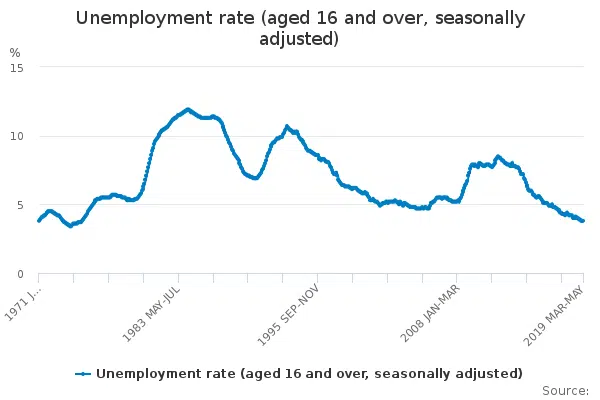 Unemployment rate (aged 16 and over, seasonally
adjusted)
%
15
10
5
0
1971 J...
1983 MAY-JUL
1995 SEP-NOV
2008 JAN-MAR
2019 MAR-MAY
Unemployment rate (aged 16 and over, seasonally adjusted)
Source: